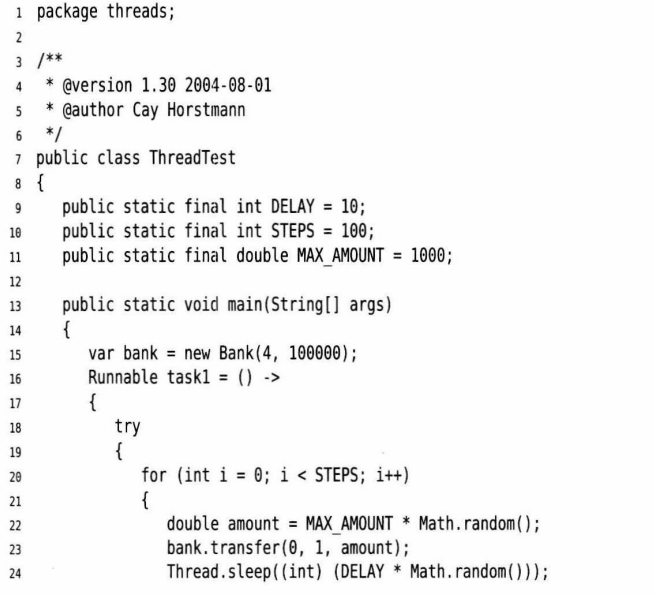 1 package threads;
2
3 /**
4  * @version 1.30 2004-08-01
5  * @author Cay Horstmann
6  */
7 public class ThreadTest
8 {
9    public static final int DELAY = 10;
10    public static final int STEPS = 100;
11    public static final double MAX_AMOUNT = 1000;
12
13    public static void main(String[] args)
14    {
15       var bank = new Bank(4, 100000);
16       Runnable task1 = () ->
17       {
18          try
19          {
20             for (int i = 0; i < STEPS; i++)
21             {
22                double amount = MAX_AMOUNT * Math.random();
23                bank.transfer(0, 1, amount);
24                Thread.sleep((int) (DELAY * Math.random()));